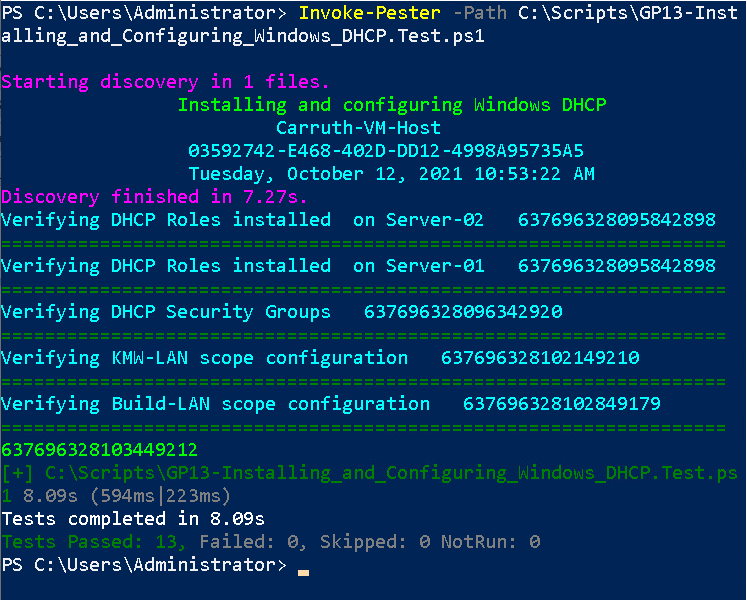 PS C:\Users\Administrator> Invoke-Pester -Path C:\Scripts\GP13-Inst
alling_and_Configuring_Windows_DHCP.Test.ps1
Starting discovery in 1 files.
Installing and configuring Windows DHCP
Carruth-VM-Host
03592742-E468-402D-DD12-4998A95735A5
Tuesday, October 12, 2021 10:53:22 AM
Discovery finished in 7.27s.
Verifying DHCP Roles installed  on Server-02   637696328095842898
==================================================================
Verifying DHCP Roles installed  on Server-01   637696328095842898
==================================================================
Verifying DHCP Security Groups   637696328096342920
==================================================================
Verifying KMW-LAN scope configuration   637696328102149210
==================================================================
Verifying Build-LAN scope configuration   637696328102849179
==================================================================
637696328103449212
[+] C:\Scripts\GP13-Installing_and_Configuring_Windows_DHCP.Test.ps
1 8.09s (594ms|223ms)
Tests completed in 8.09s
Tests Passed: 13, Failed: 0, Skipped: 0 NotRun: 0
PS C:\Users\Administrator> _